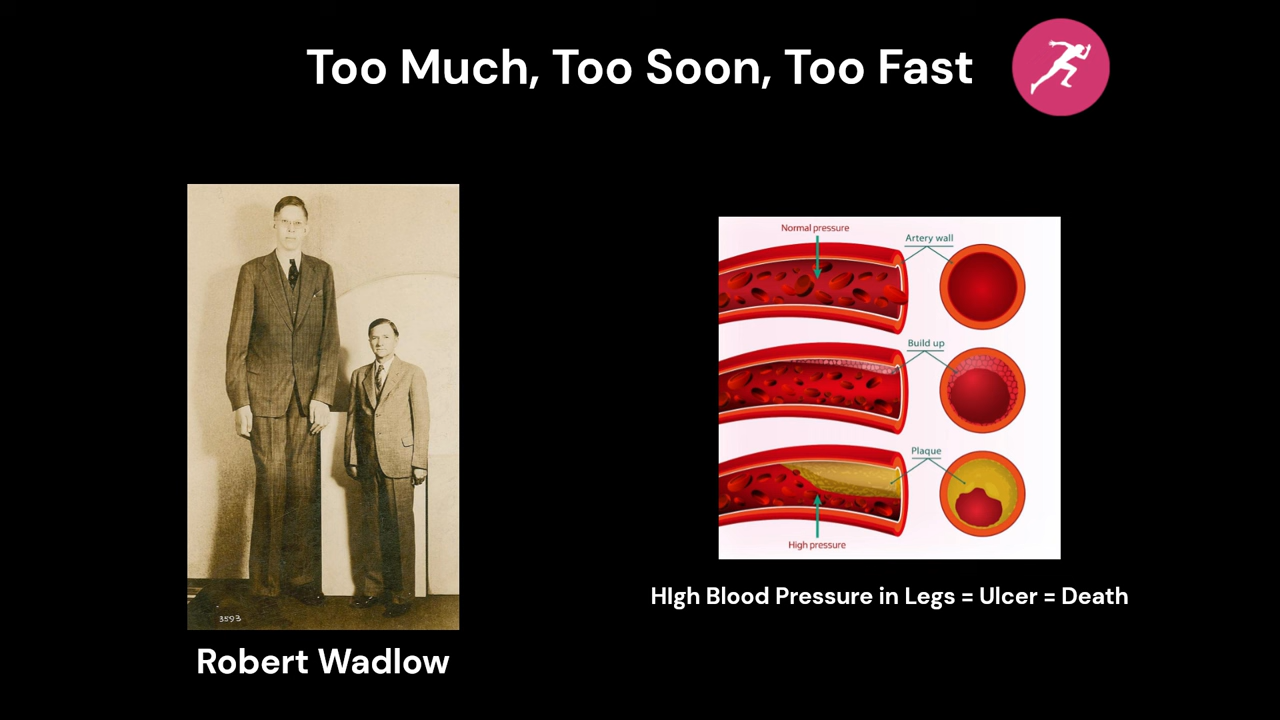 Too Much, Too Soon, Too Fast
3593
Robert Wadlow
Normal pressure
Artery wall
Build up
Plaque
High pressure
HIgh Blood Pressure in Legs = Ulcer = Death